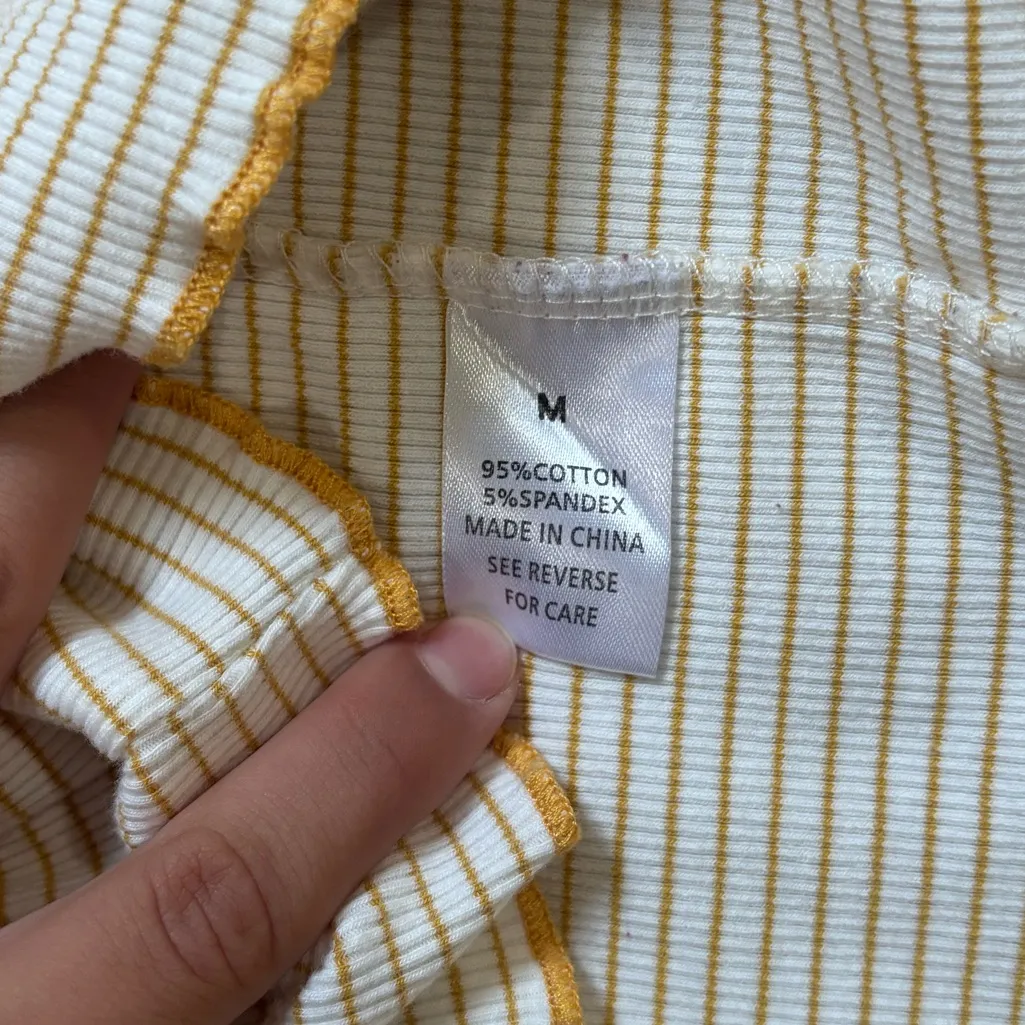 M
95%COTTON
5%SPANDEX
MADE IN CHINA
SEE REVERSE
FOR CARE